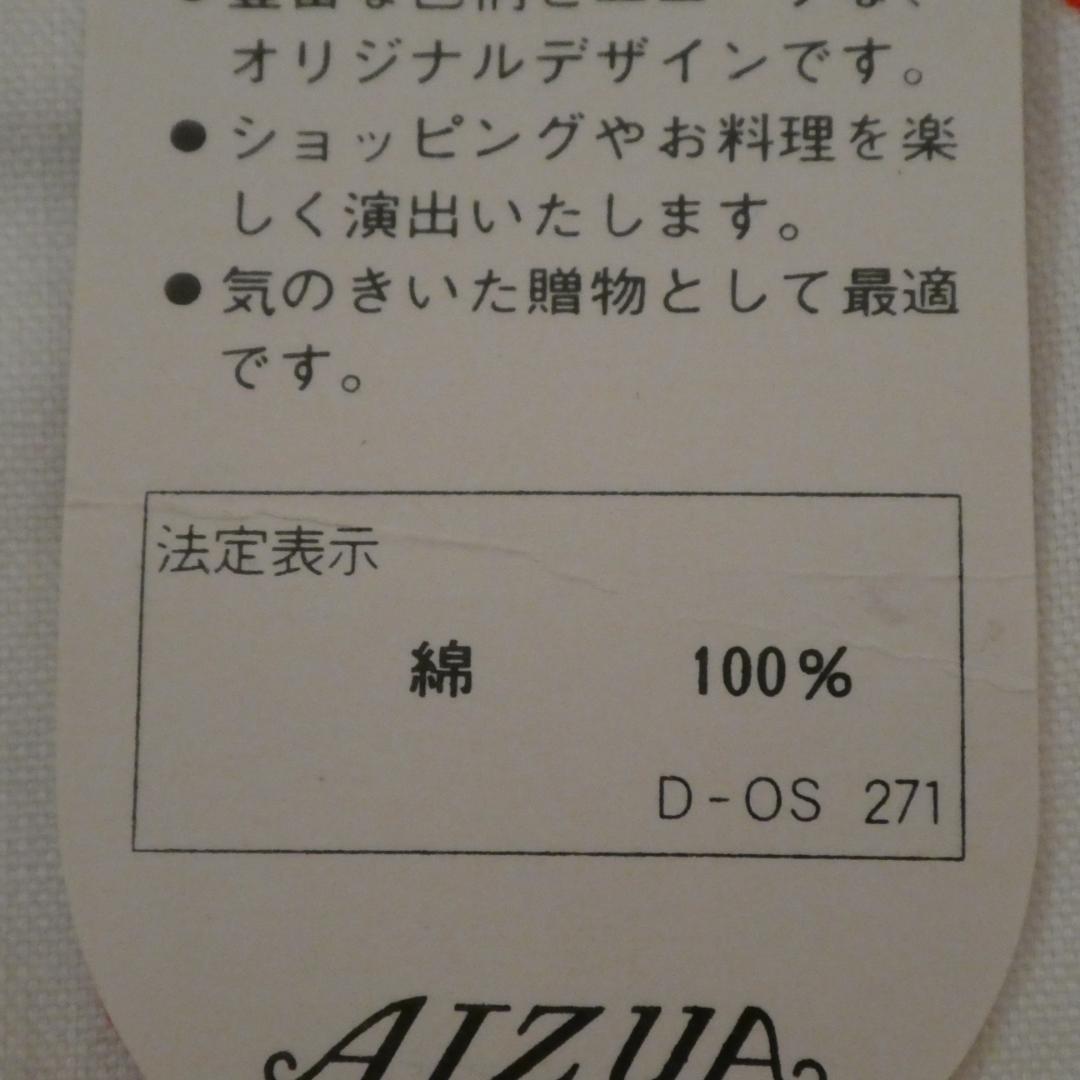 オリジナルデザインです。
●ショッピングやお料理を楽
しく演出いたします。
●気のきいた贈物として最適
です。
法定表示
綿 100%
D-OS 271
AIZUA